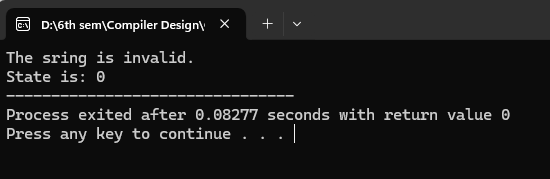 D:\6th sem\Compiler Design\
The sring is invalid.
State is: 0
--------------------------------
Process exited after 0.08277 seconds with return value 0
Press any key to continue . . .